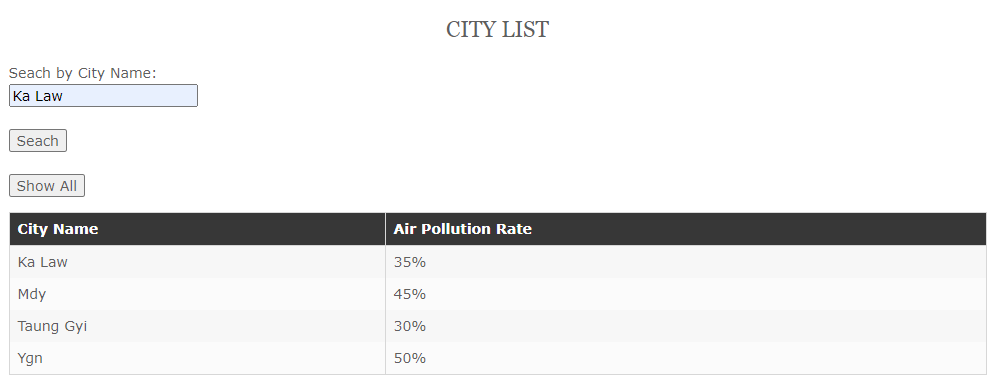 CITY LIST
Seach by City Name:
Ka Law
Seach
Show All
City Name Air Pollution Rate
Ka Law 35%
Mdy 45%
Taung Gyi 30%
Ygn 50%